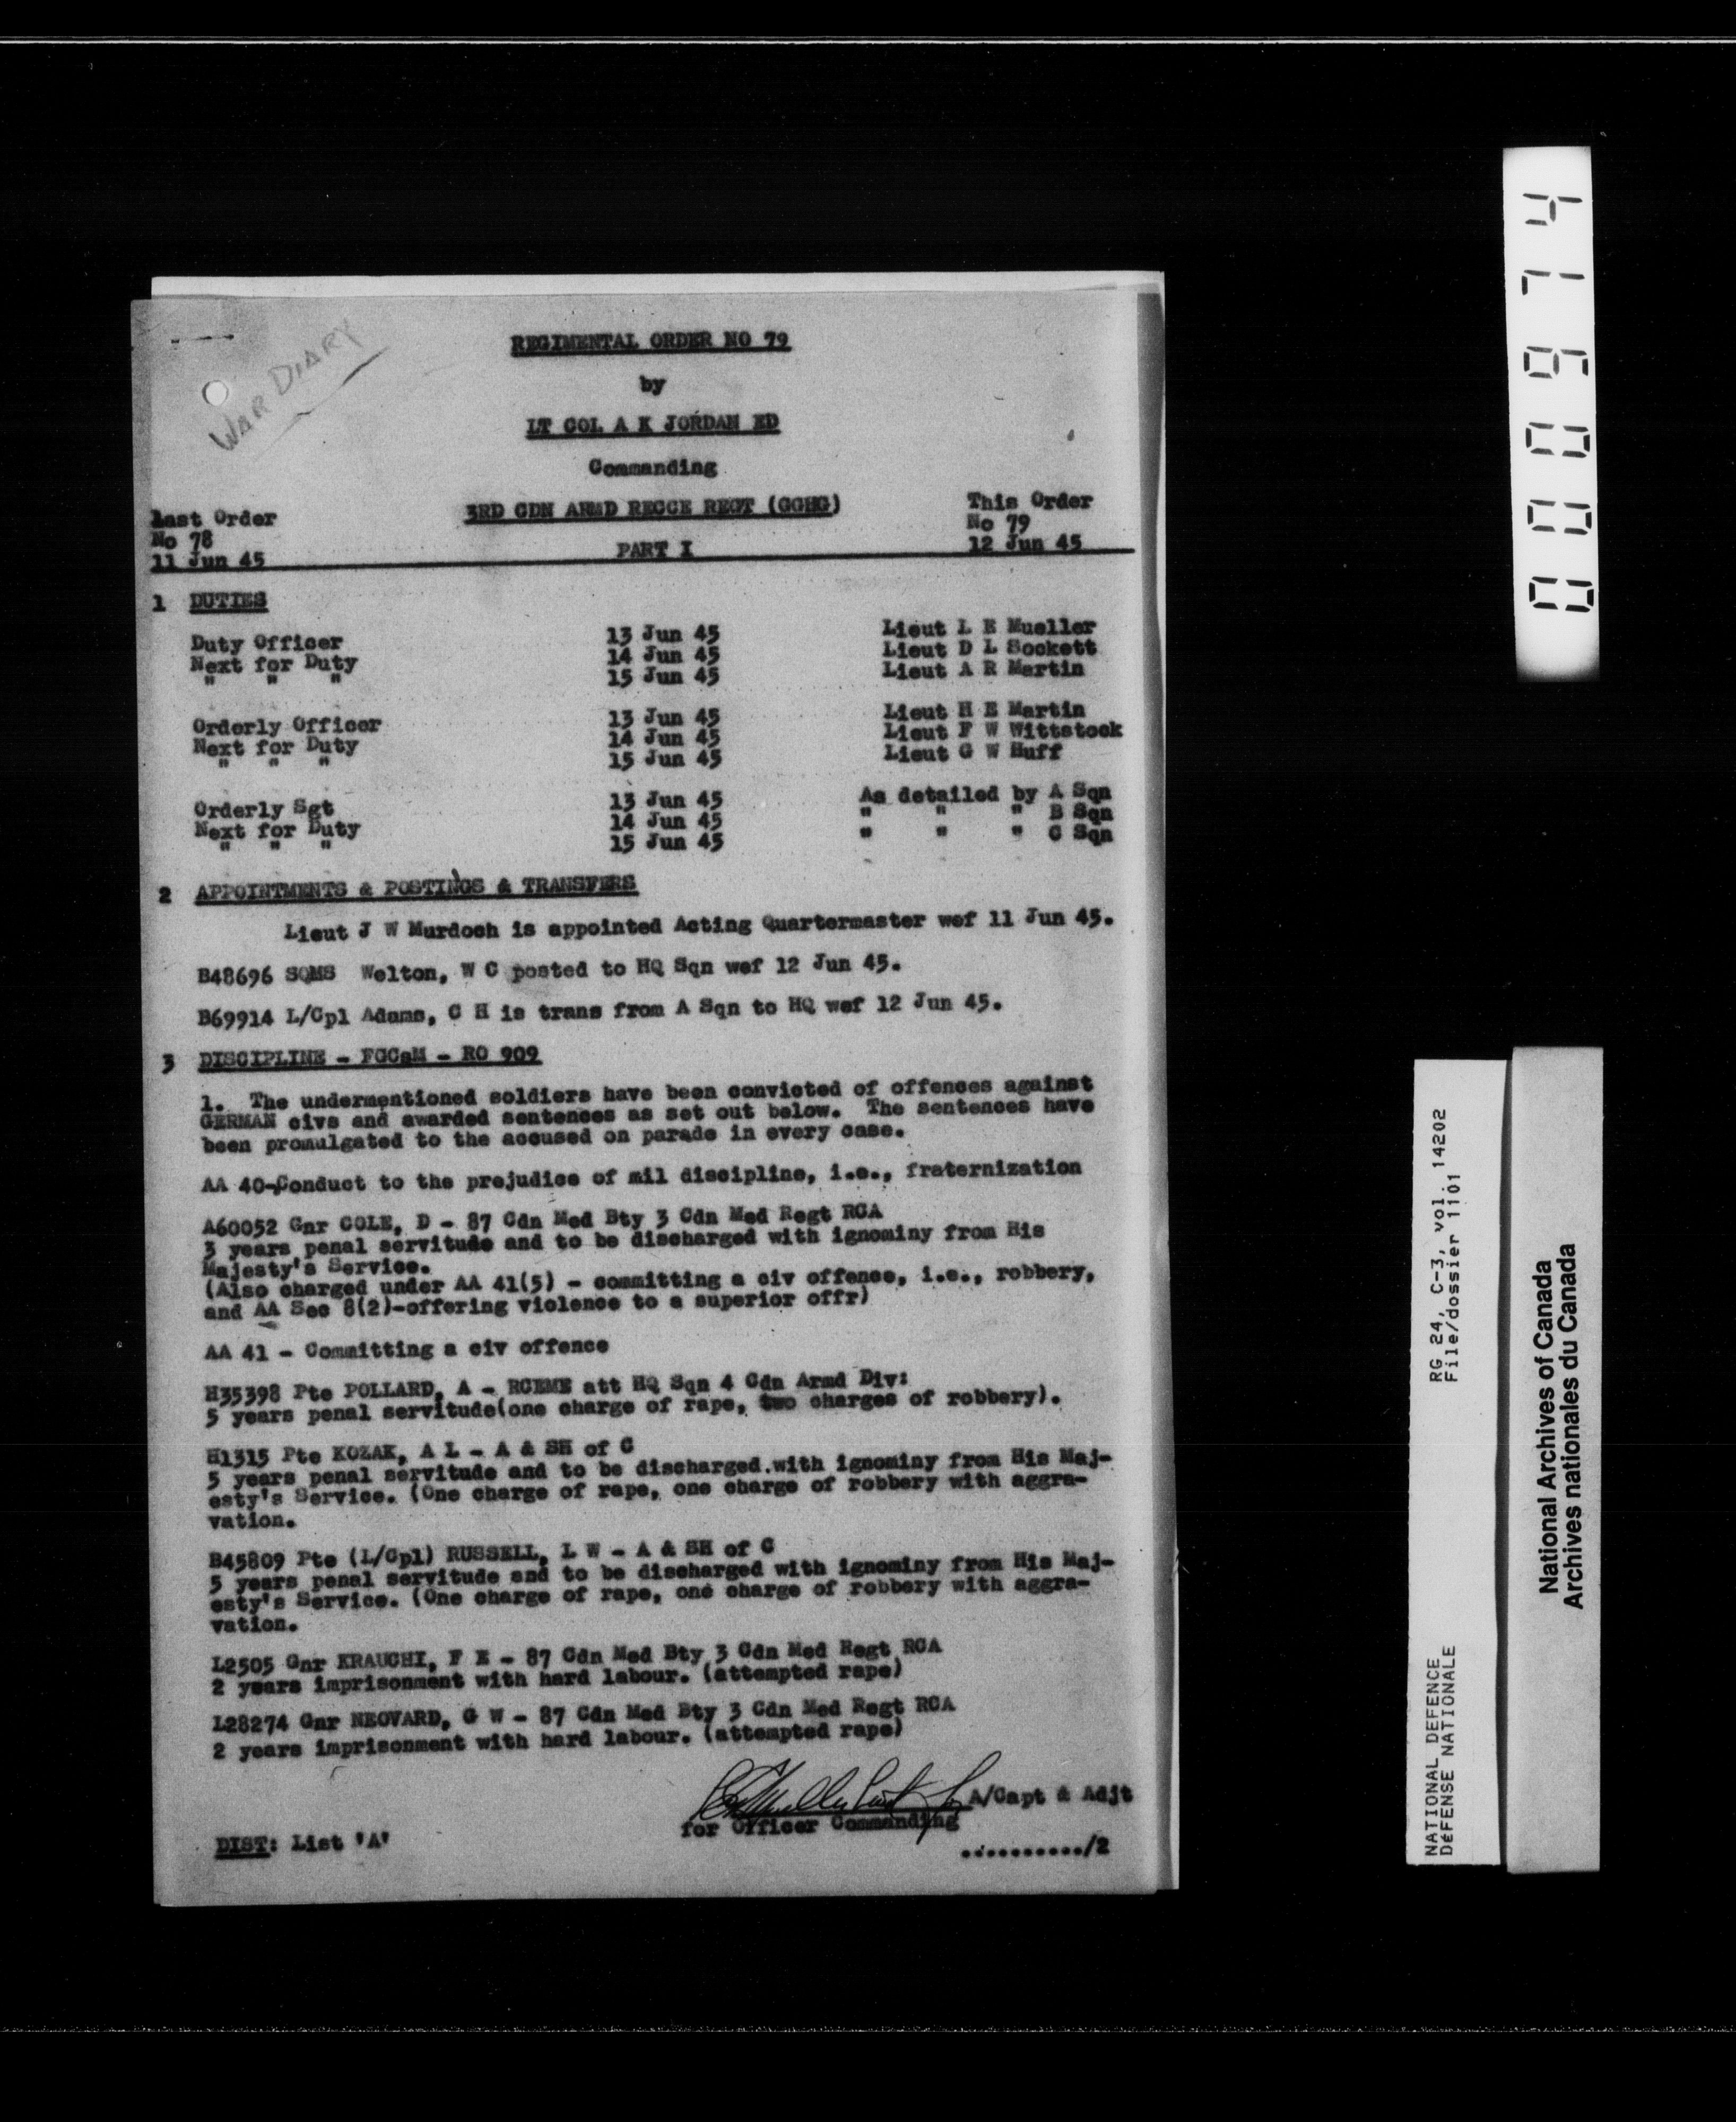 WAR DIARY
REGIMENTAL ORDER NO 79
by
LT COL A K JORDAN ED
Commanding
3RD CDN ARMD RECCE REGT (GGHG)
Last Order
No 78
11 Jun 45
PART I
This Order
No 79
12 Jun 45
1 DUTIES
Duty Officer 13 Jun 45 Lieut L E Mueller
Next for Duty 14 Jun 45 Lieut D L Sockett
" " " 15 Jun 45 Lieut A R Martin
Orderly Officer 13 Jun 45 Lieut H E Martin
Next for Duty 14 Jun 45 Lieut F W Wittstock
" " " 15 Jun 45 Lieut G W Huff
Orderly Sgt 13 Jun 45 As detailed by A Sqn
Next for Duty 14 Jun 45 " " " B Sqn
" " " 15 Jun 45 " " " C Sqn
2 APPOINTMENTS & POSTINGS & TRANSFERS
Lieut J W Murdoch is appointed Acting Quartermaster wef 11 Jun 45.
B48696 SQMS Welton, W C posted to HQ Sqn wef 12 Jun 45.
B69914 L/Cpl Adams, C H is trans from A Sqn to HQ wef 12 Jun 45.
3 DISCIPLINE - FGCsM - RO 909
1. The undermentioned soldiers have been convicted of offences against
GERMAN civs and awarded sentences as set out below. The sentences have
been promulgated to the accused on parade in every case.
AA 40-Conduct to the prejudice of mil discipline, i.e., fraternization
A60052 Gnr COLE, D - 87 Cdn Med Bty 3 Cdn Med Regt RCA
3 years penal servitude and to be discharged with ignominy from His
Majesty's Service.
(Also charged under AA 41(5) - committing a civ offence, i.e., robbery,
and AA Sec 8(2)-offering violence to a superior offr)
AA 41 - Committing a civ offence
H35398 Pte POLLARD, A - RCEME att HQ Sqn 4 Cdn Armd Div:
5 years penal servitude(one charge of rape, two charges of robbery).
H1315 Pte KOZAK, A L - A & SH of C
5 years penal servitude and to be discharged.with ignominy from His Maj-
esty's Service. (One charge of rape, one charge of robbery with aggra-
vation.
B45809 Pte (L/Cpl) RUSSELL, L W - A & SH of C
5 years penal servitude and to be discharged with ignominy from His Maj-
esty's Service. (One charge of rape, one charge of robbery with aggra-
vation.
L2505 Gnr KRAUCHI, F E - 87 Cdn Med Bty 3 Cdn Med Regt RCA
2 years imprisonment with hard labour. (attempted rape)
L28274 Gnr NEOVARD, G W - 87 Cdn Med Bty 3 Cdn Med Regt RCA
2 years imprisonment with hard labour. (attempted rape)
A/Capt & Adjt
for Officer Commanding
DIST: List 'A'
........../2
000974
NATIONAL DEFENCE RG 24, C-3, vol. 14202
DéFENSE NATIONALE File/dossier 1101
National Archives of Canada
Archives nationales du Canada